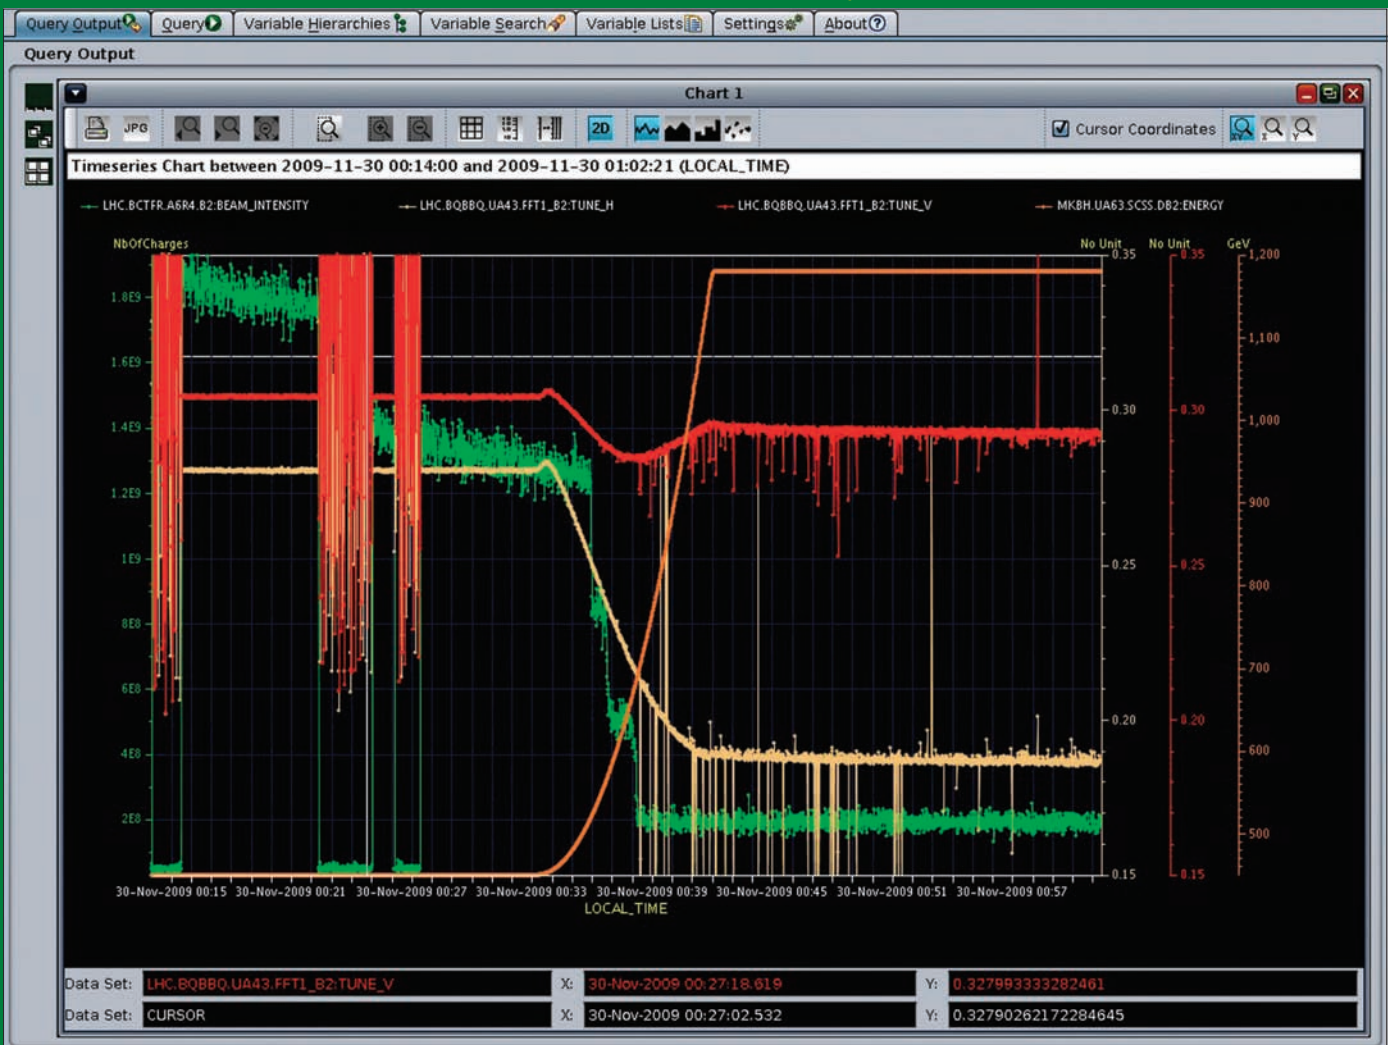 Query Output Query Variable Hierarchies Variable Search Variable Lists Settings About
Query Output
Chart 1
JPG 2D Cursor Coordinates XY X Y
Timeseries Chart between 2009-11-30 00:14:00 and 2009-11-30 01:02:21 (LOCAL_TIME)
LHC.BCTFR.A6R4.B2:BEAM_INTENSITY LHC.BQBBQ.UA43.FFT1_B2:TUNE_H LHC.BQBBQ.UA43.FFT1_B2:TUNE_V MKBH.UA63.SCSS.DB2:ENERGY
NbOfCharges No Unit No Unit GeV
0.35 0.35 1,200
1.8E9
1,100
1.6E9
0.30 0.30
1.4E9 1,000
1.2E9
900
1E9 0.25 0.25
800
8E8
700
6E8
0.20 0.20
4E8 600
2E8
500
0.15 0.15
30-Nov-2009 00:15 30-Nov-2009 00:21 30-Nov-2009 00:27 30-Nov-2009 00:33 30-Nov-2009 00:39 30-Nov-2009 00:45 30-Nov-2009 00:51 30-Nov-2009 00:57
LOCAL_TIME
Data Set: LHC.BQBBQ.UA43.FFT1_B2:TUNE_V X: 30-Nov-2009 00:27:18.619 Y: 0.327993333282461
Data Set: CURSOR X: 30-Nov-2009 00:27:02.532 Y: 0.32790262172284645